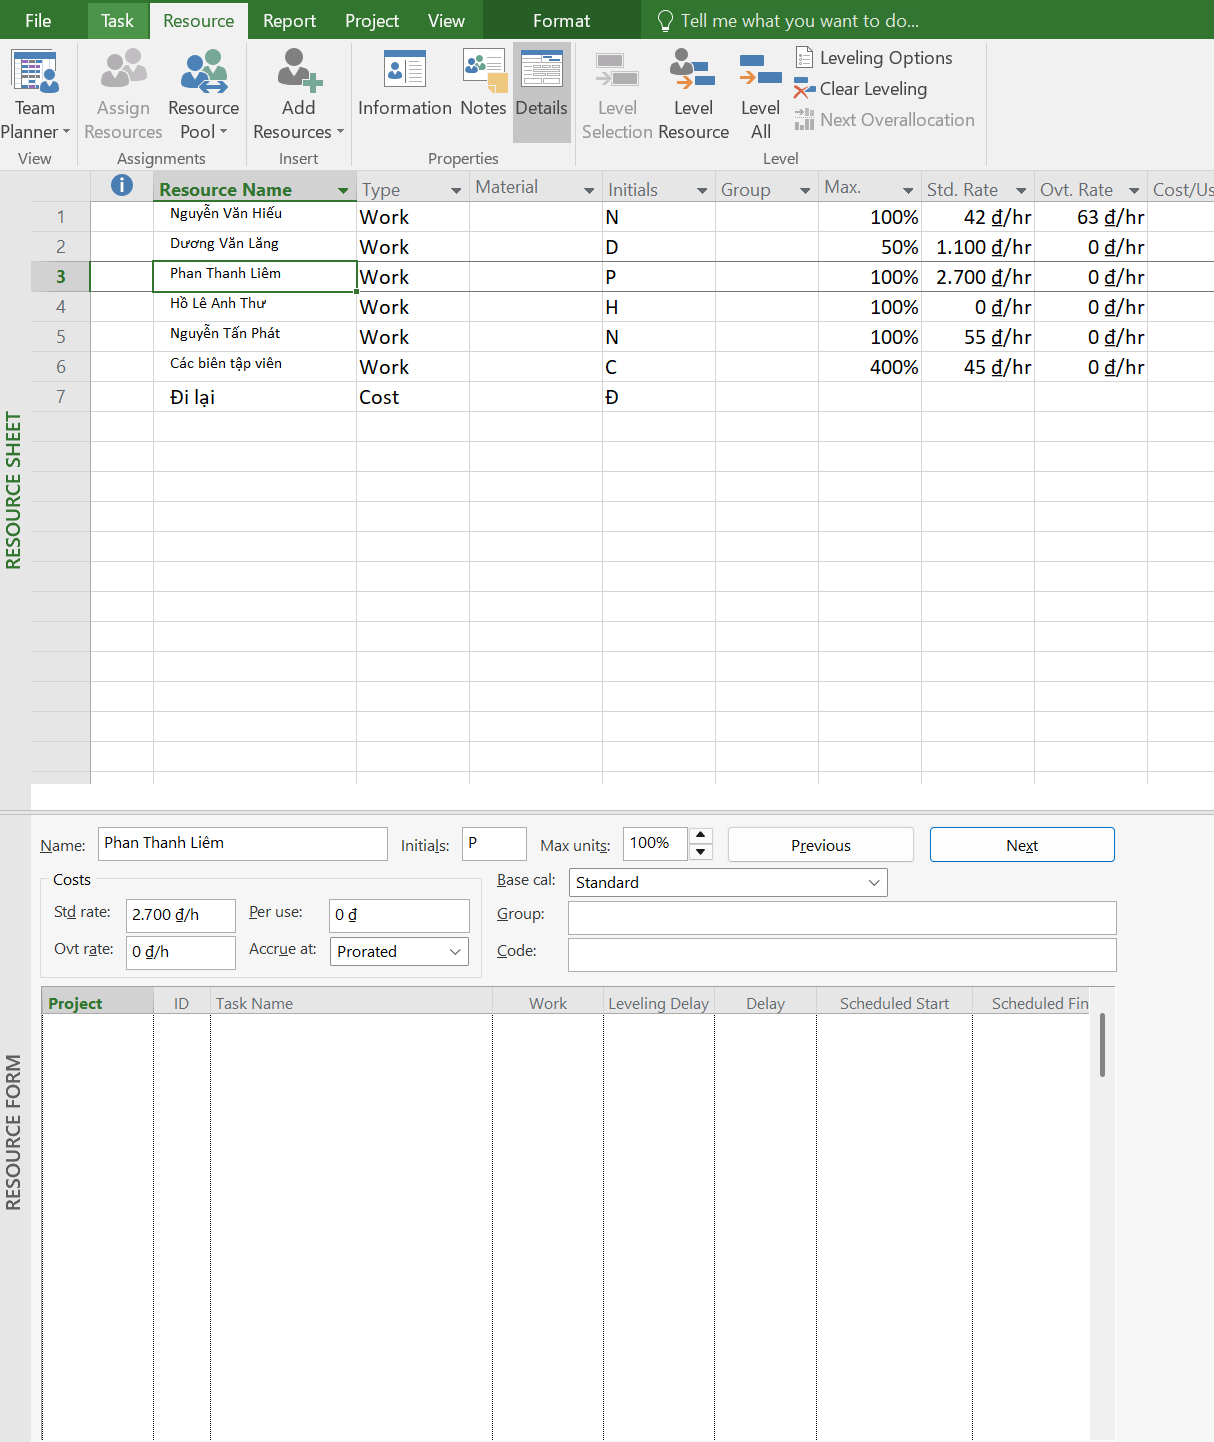 File Task Resource Report Project View Format Tell me what you want to do...
Team Planner
View
Assign Resources
Resource Pool
Assignments
Add Resources
Insert
Information
Notes
Details
Properties
Level Selection
Level Resource
Level All
Leveling Options
Clear Leveling
Next Overallocation
Level
RESOURCE SHEET
Resource Name Type Material Initials Group Max. Std. Rate Ovt. Rate Cost/Us
1 Nguyễn Văn Hiếu Work N 100% 42 ₫/hr 63 ₫/hr
2 Dương Văn Lăng Work D 50% 1.100 ₫/hr 0 ₫/hr
3 Phan Thanh Liêm Work P 100% 2.700 ₫/hr 0 ₫/hr
4 Hồ Lê Anh Thư Work H 100% 0 ₫/hr 0 ₫/hr
5 Nguyễn Tấn Phát Work N 100% 55 ₫/hr 0 ₫/hr
6 Các biên tập viên Work C 400% 45 ₫/hr 0 ₫/hr
7 Đi lại Cost Đ
RESOURCE FORM
Name: Phan Thanh Liêm Initials: P Max units: 100% Previous Next
Costs
Std rate: 2.700 ₫/h Per use: 0 ₫
Ovt rate: 0 ₫/h Accrue at: Prorated
Base cal: Standard
Group:
Code:
Project ID Task Name Work Leveling Delay Delay Scheduled Start Scheduled Fin